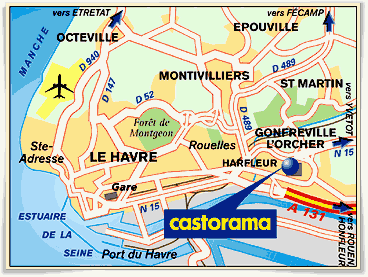 vers ETRETAT
vers FÉCAMP
MANCHE
OCTEVILLE
EPOUVILLE
D 940
D 147
D 489
MONTIVILLIERS
ST MARTIN
vers YVETOT
D 52
D 489
Forêt de
Montgeon
GONFREVILLE
L'ORCHER
Ste-
Adresse
Rouelles
N 15
LE HAVRE
HARFLEUR
Gare
N 15
castorama
A 131
ESTUAIRE
DE LA
SEINE
Port du Havre
vers ROUEN
HONFLEUR